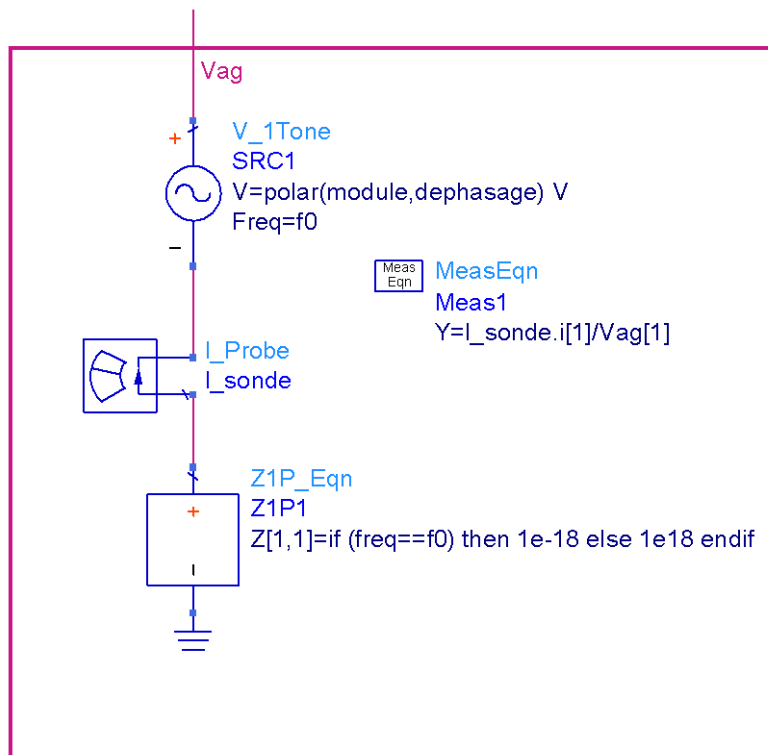 Vag
+
V_1Tone
SRC1
V=polar(module,dephasage) V
Freq=f0
−
Meas
Eqn
MeasEqn
Meas1
Y=I_sonde.i[1]/Vag[1]
I_Probe
I_sonde
Z1P_Eqn
Z1P1
Z[1,1]=if (freq==f0) then 1e-18 else 1e18 endif
+
−